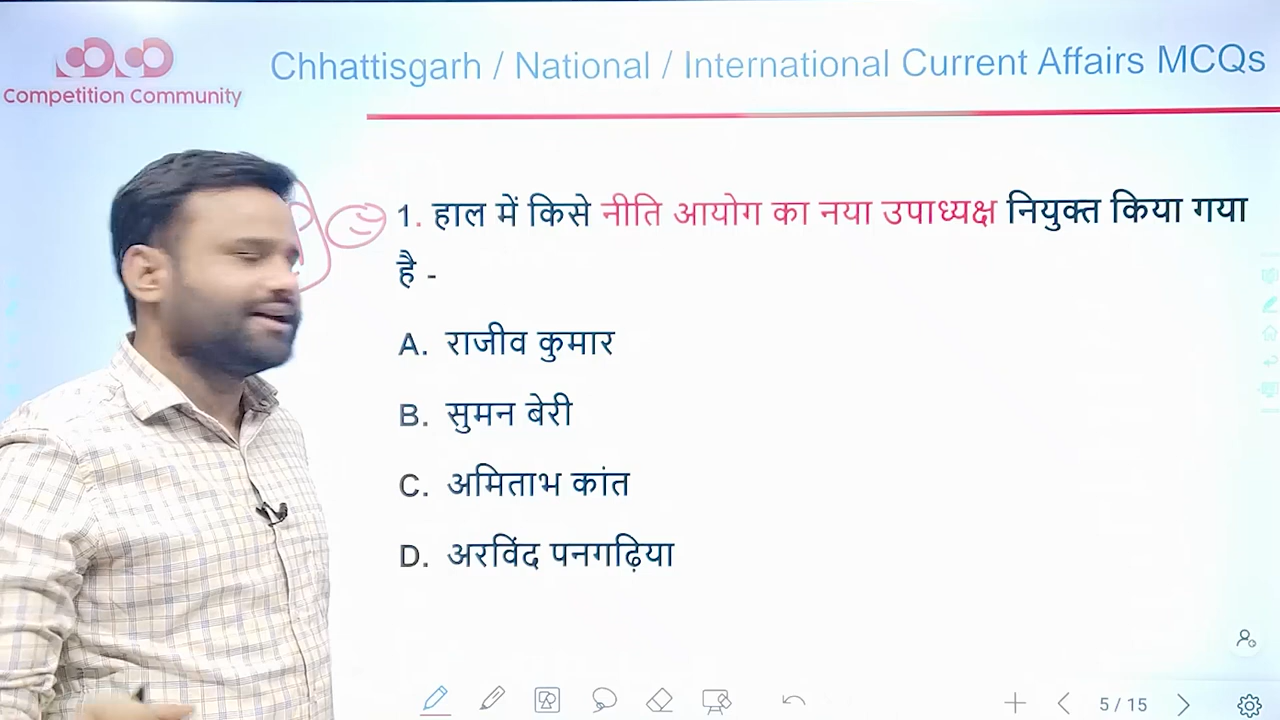 Competition Community
Chhattisgarh / National / International Current Affairs MCQs
1. हाल में किसे नीति आयोग का नया उपाध्यक्ष नियुक्त किया गया
है -
A. राजीव कुमार
B. सुमन बेरी
C. अमिताभ कांत
D. अरविंद पनगढ़िया
5 / 15